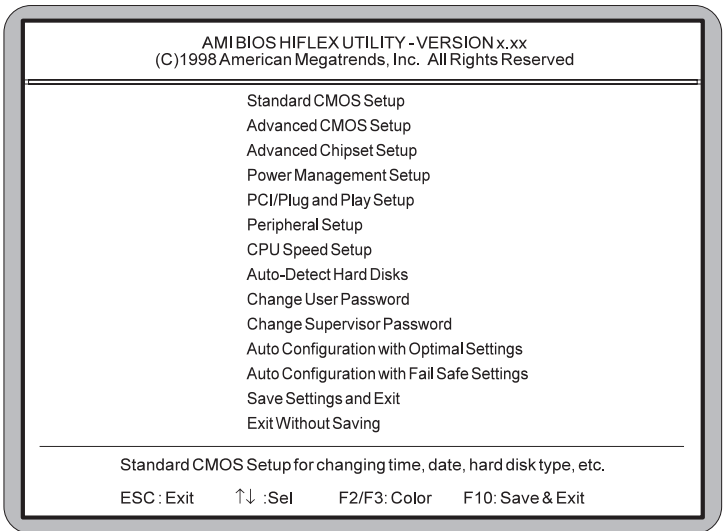 AMIBIOS HIFLEX UTILITY - VERSION x.xx
(C)1998 American Megatrends, Inc. All Rights Reserved
Standard CMOS Setup
Advanced CMOS Setup
Advanced Chipset Setup
Power Management Setup
PCI/Plug and Play Setup
Peripheral Setup
CPU Speed Setup
Auto-Detect Hard Disks
Change User Password
Change Supervisor Password
Auto Configuration with Optimal Settings
Auto Configuration with Fail Safe Settings
Save Settings and Exit
Exit Without Saving
Standard CMOS Setup for changing time, date, hard disk type, etc.
ESC : Exit ↑↓ :Sel F2/F3: Color F10: Save & Exit